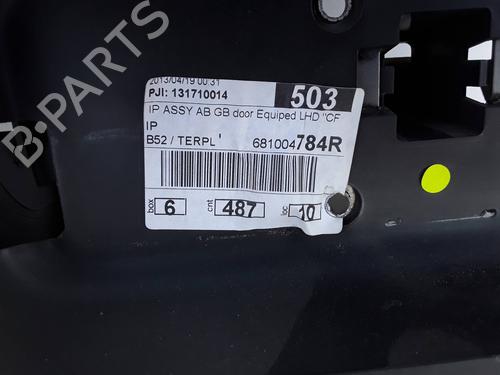 2013/04/19 00:31
PJI: 131710014
503
IP ASSY AB GB door Equiped LHD "CF
IP
B52 / TERPL ' 681004784R
box 6 cnt 487 loc 10
B-PARTS